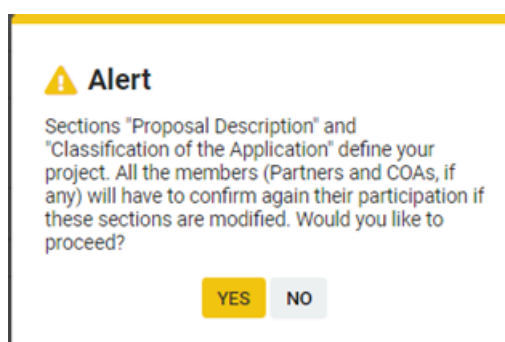 Alert
Sections "Proposal Description" and
"Classification of the Application" define your
project. All the members (Partners and COAs, if
any) will have to confirm again their participation if
these sections are modified. Would you like to
proceed?
YES NO